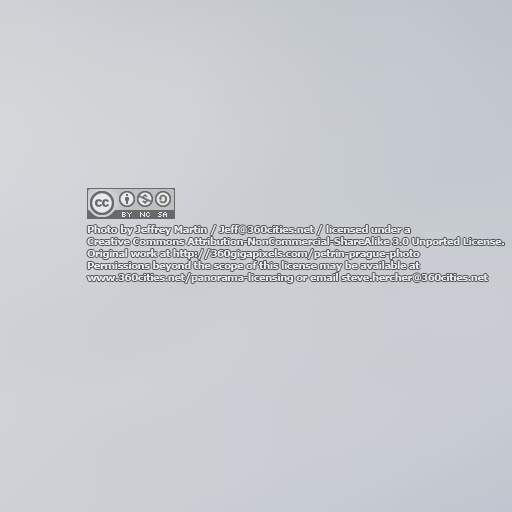 cc
BY NC SA
Photo by Jeffrey Martin / Jeff@360cities.net / licensed under a
Creative Commons Attribution-NonCommercial-ShareAlike 3.0 Unported License.
Original work at http://360gigapixels.com/petrin-prague-photo
Permissions beyond the scope of this license may be available at
www.360cities.net/panorama-licensing or email steve.hercher@360cities.net